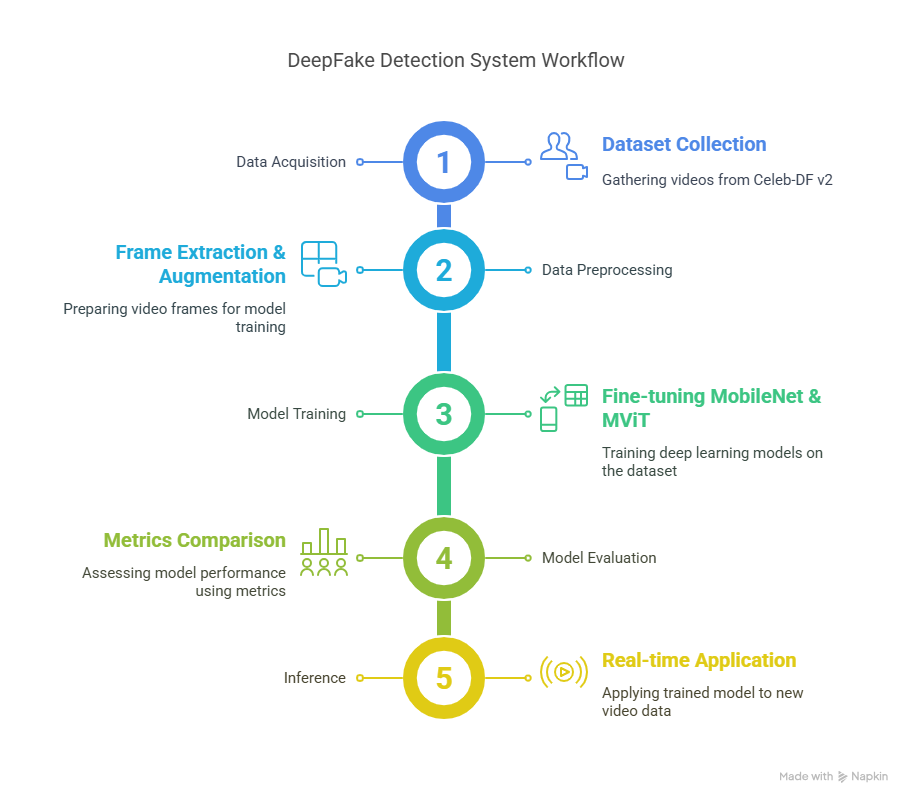 DeepFake Detection System Workflow
Data Acquisition
1
Dataset Collection
Gathering videos from Celeb-DF v2
Frame Extraction &
Augmentation
Preparing video frames for model
training
2
Data Preprocessing
Model Training
3
Fine-tuning MobileNet &
MViT
Training deep learning models on
the dataset
Metrics Comparison
Assessing model performance
using metrics
4
Model Evaluation
Inference
5
Real-time Application
Applying trained model to new
video data
Made with Napkin